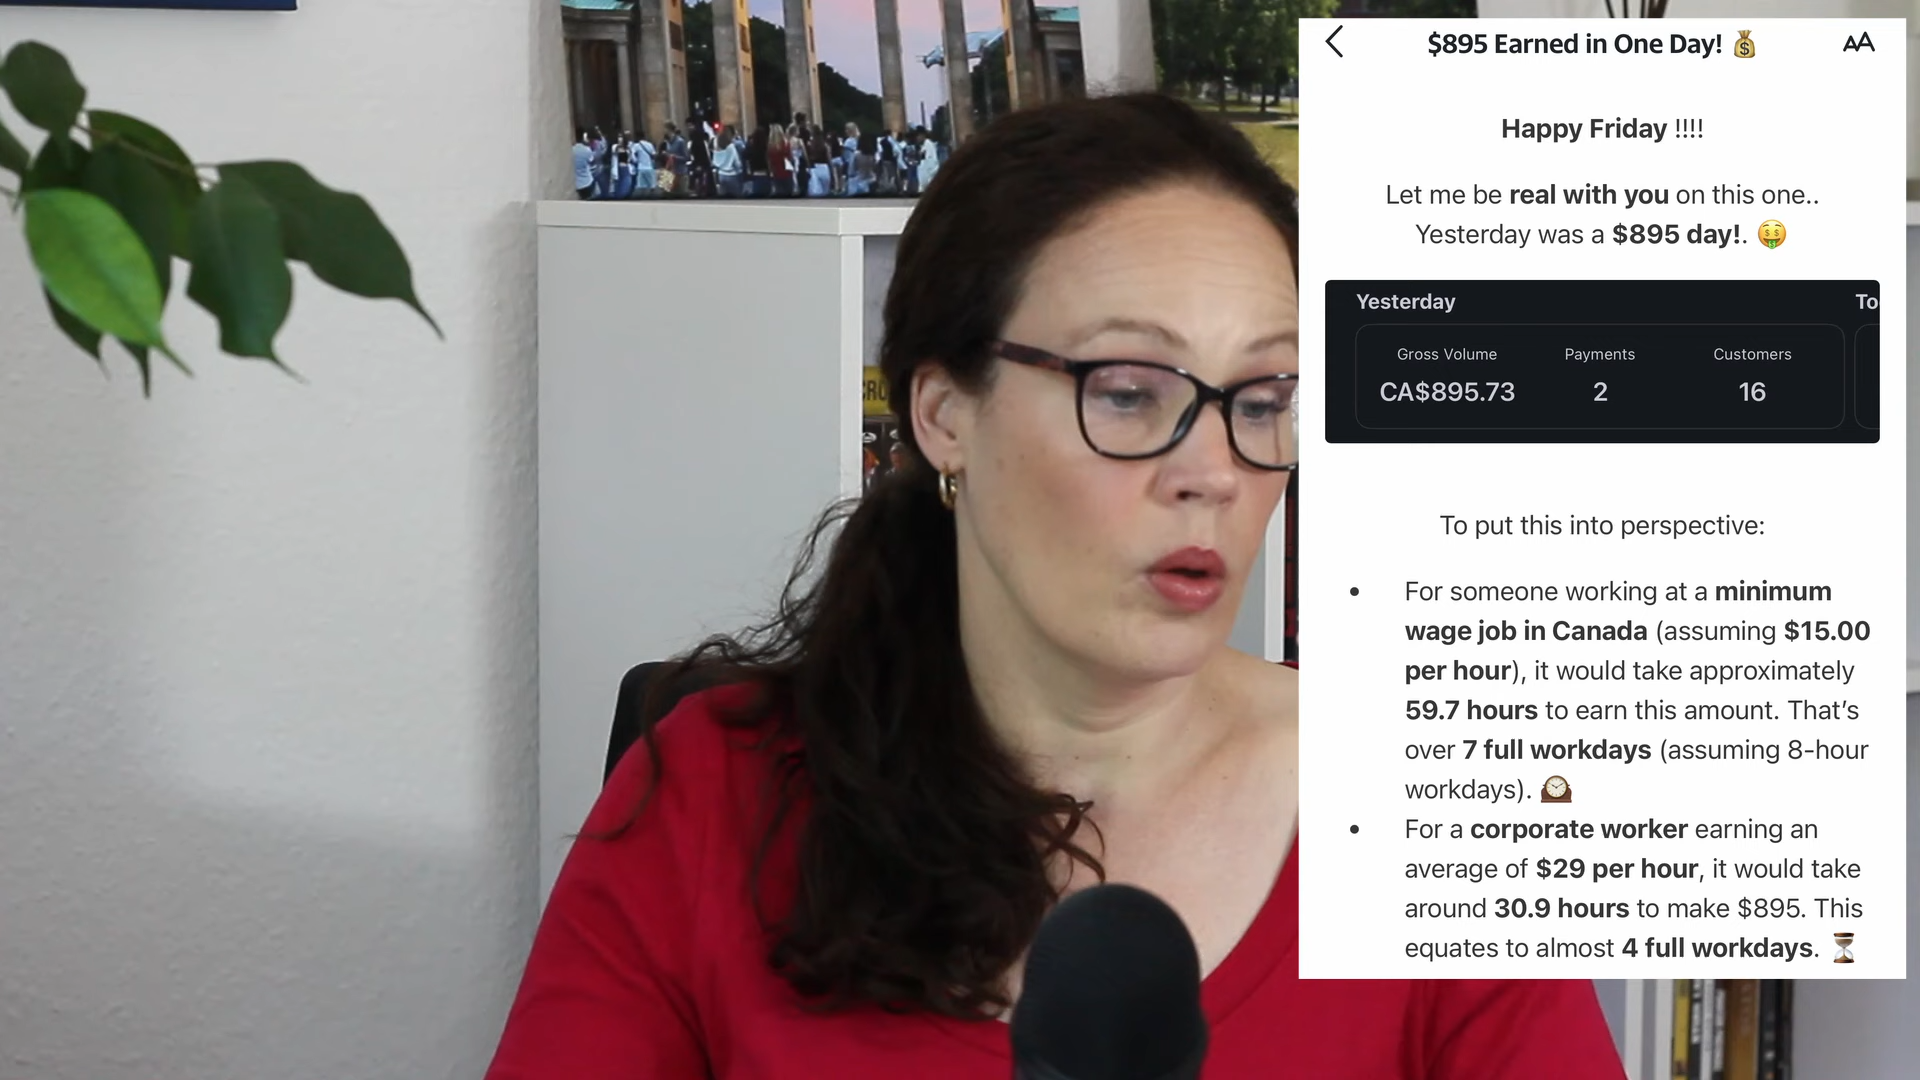 $895 Earned in One Day! 💰
AA
Happy Friday !!!!
Let me be real with you on this one..
Yesterday was a $895 day!. 🤑
Yesterday
To
Gross Volume
Payments
Customers
CA$895.73
2
16
To put this into perspective:
• For someone working at a minimum
wage job in Canada (assuming $15.00
per hour), it would take approximately
59.7 hours to earn this amount. That’s
over 7 full workdays (assuming 8-hour
workdays). 🕰️
• For a corporate worker earning an
average of $29 per hour, it would take
around 30.9 hours to make $895. This
equates to almost 4 full workdays. ⏳